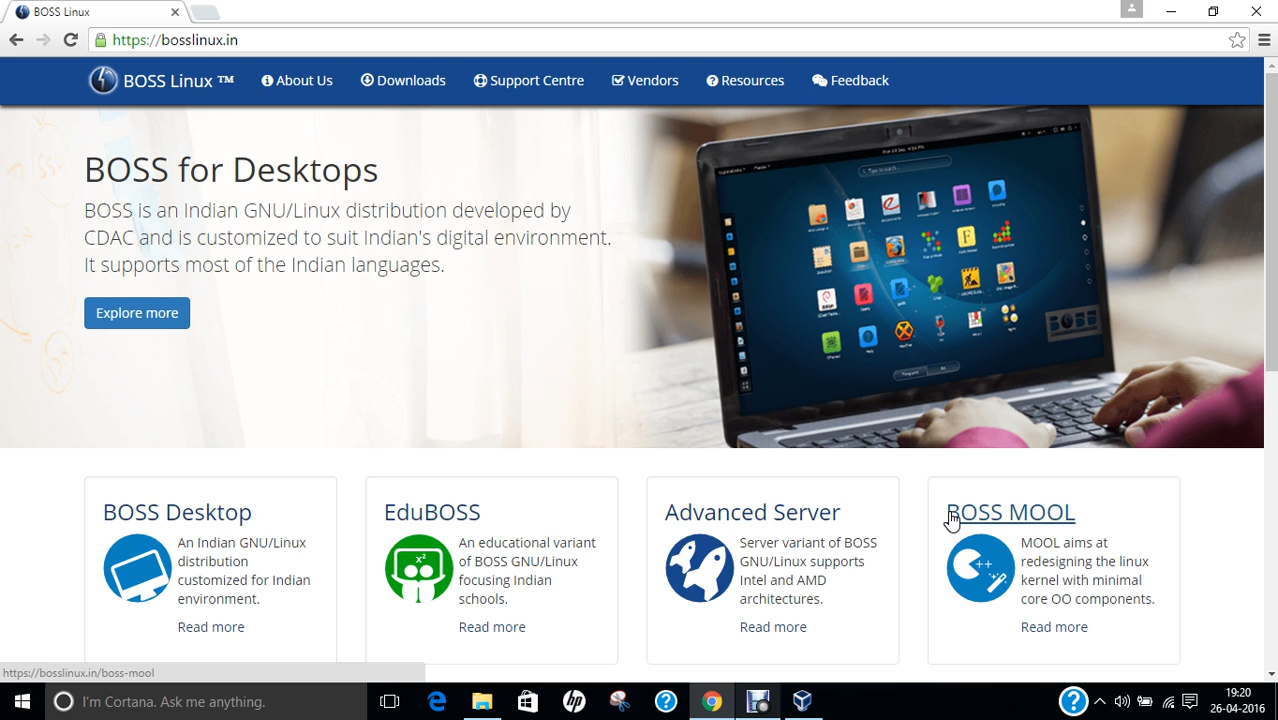 BOSS Linux
https://bosslinux.in
BOSS Linux ™ About Us Downloads Support Centre Vendors Resources Feedback
BOSS for Desktops
BOSS is an Indian GNU/Linux distribution developed by
CDAC and is customized to suit Indian's digital environment.
It supports most of the Indian languages.
Explore more
BOSS
BOSS Desktop
An Indian GNU/Linux
distribution
customized for Indian
environment.
Read more
EduBOSS
An educational variant
of BOSS GNU/Linux
focusing Indian
schools.
Read more
Advanced Server
Server variant of BOSS
GNU/Linux supports
Intel and AMD
architectures.
Read more
BOSS MOOL
MOOL aims at
redesigning the linux
kernel with minimal
core OO components.
Read more
https://bosslinux.in/boss-mool
I'm Cortana. Ask me anything.
19:20
26-04-2016